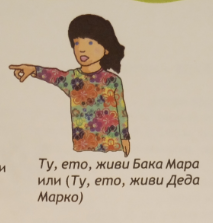 и
Ту, ето, живи Бака Мара
или (Ту, ето, живи Деда
Марко)